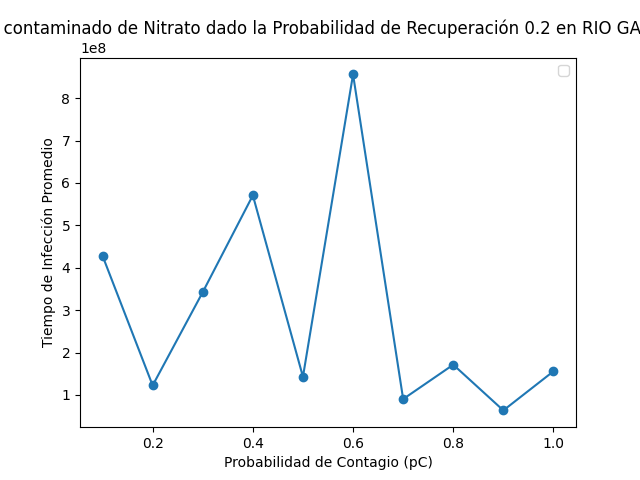 contaminado de Nitrato dado la Probabilidad de Recuperación 0.2 en RIO GA
1e8
8
7
6
5
4
3
2
1
Tiempo de Infección Promedio
0.2 0.4 0.6 0.8 1.0
Probabilidad de Contagio (pC)